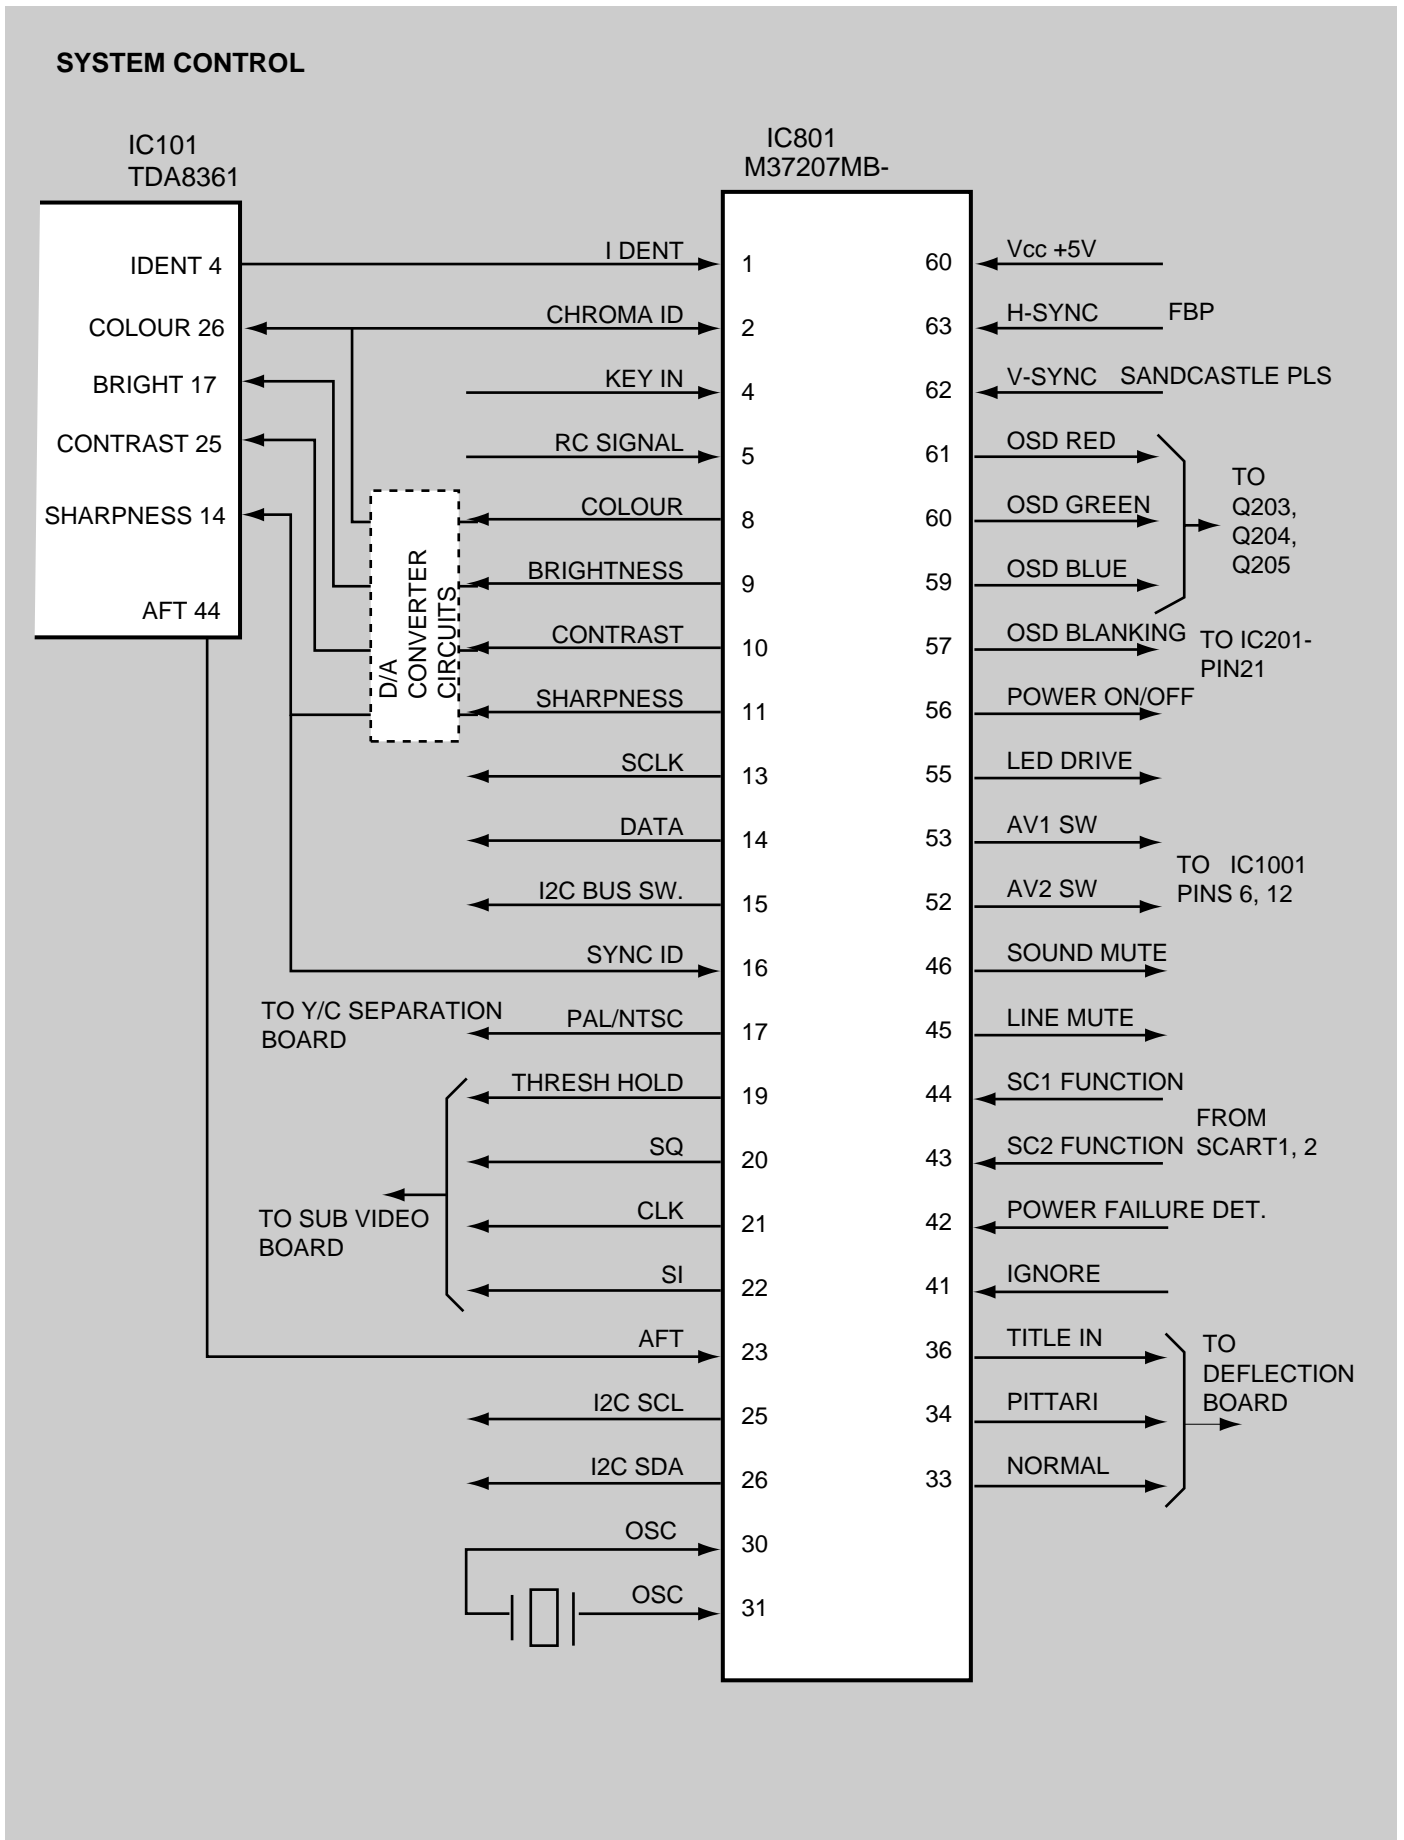 SYSTEM CONTROL
IC101
TDA8361
IC801
M37207MB-
IDENT 4
COLOUR 26
BRIGHT 17
CONTRAST 25
SHARPNESS 14
AFT 44
D/A
CONVERTER
CIRCUITS
I DENT 1
CHROMA ID 2
KEY IN 4
RC SIGNAL 5
COLOUR 8
BRIGHTNESS 9
CONTRAST 10
SHARPNESS 11
SCLK 13
DATA 14
I2C BUS SW. 15
SYNC ID 16
TO Y/C SEPARATION
BOARD
PAL/NTSC 17
THRESH HOLD 19
SQ 20
CLK 21
SI 22
TO SUB VIDEO
BOARD
AFT 23
I2C SCL 25
I2C SDA 26
OSC 30
OSC 31
60 Vcc +5V
63 H-SYNC FBP
62 V-SYNC SANDCASTLE PLS
61 OSD RED
60 OSD GREEN
59 OSD BLUE
TO
Q203,
Q204,
Q205
57 OSD BLANKING
TO IC201-
PIN21
56 POWER ON/OFF
55 LED DRIVE
53 AV1 SW
52 AV2 SW
TO IC1001
PINS 6, 12
46 SOUND MUTE
45 LINE MUTE
44 SC1 FUNCTION
43 SC2 FUNCTION
FROM
SCART1, 2
42 POWER FAILURE DET.
41 IGNORE
36 TITLE IN
34 PITTARI
33 NORMAL
TO
DEFLECTION
BOARD